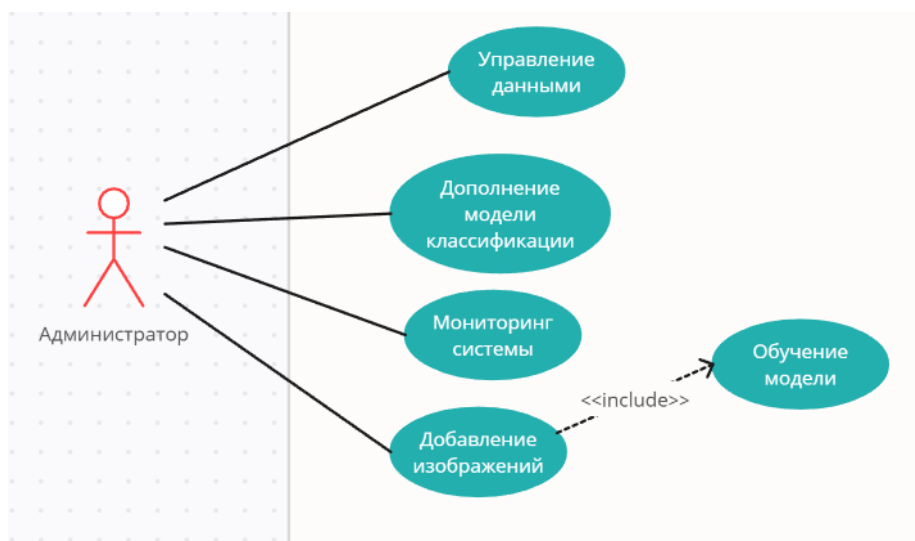 Управление
данными
Дополнение
модели
классификации
Администратор
Мониторинг
системы
Обучение
модели
<<include>>
Добавление
изображений